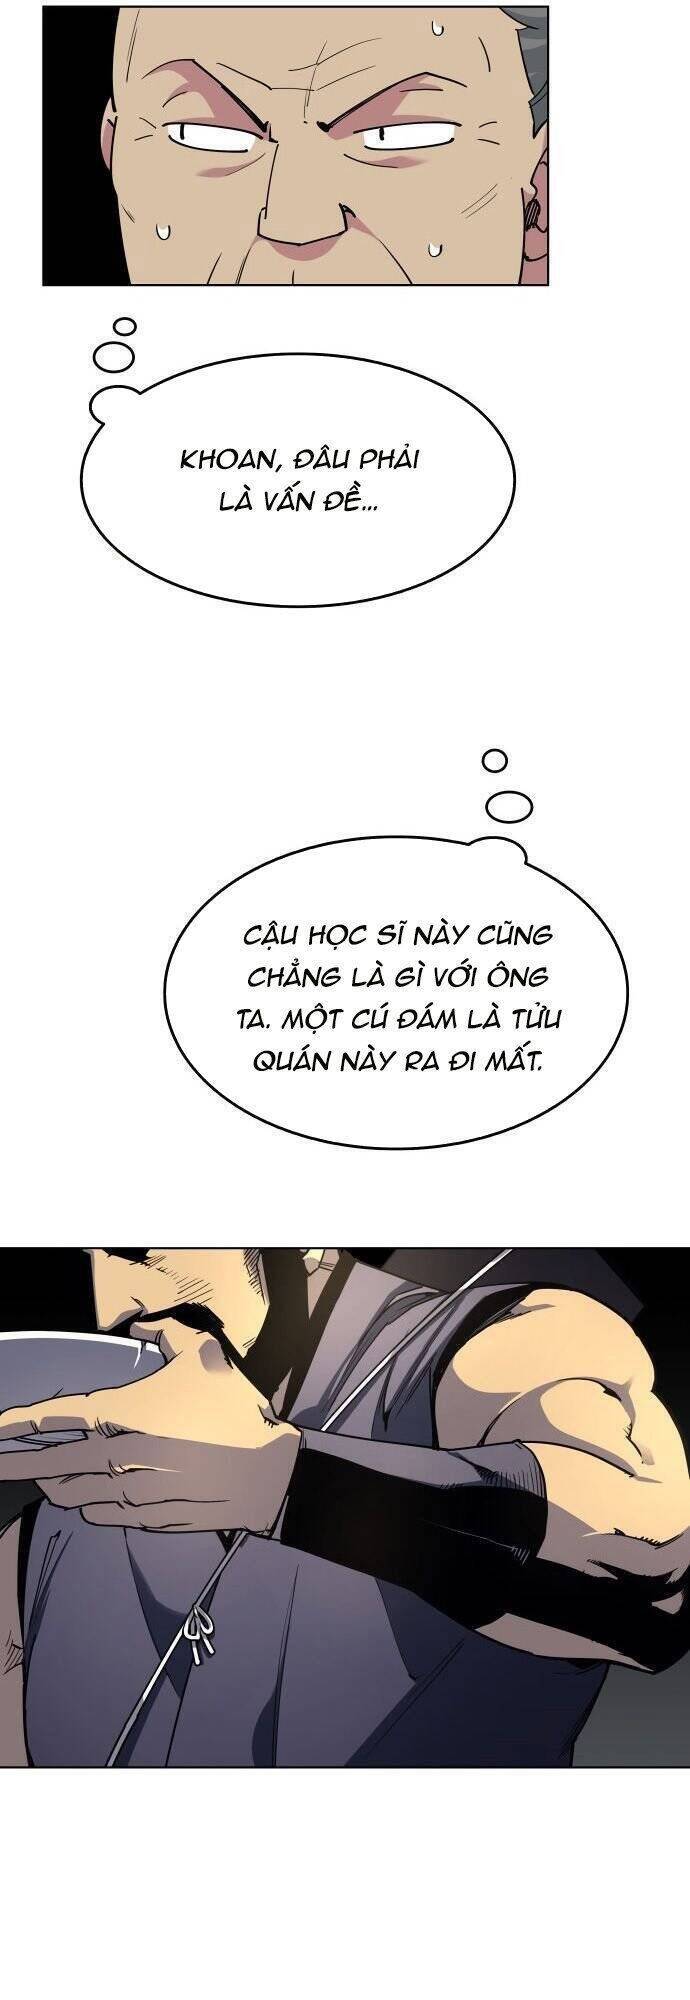 KHOAN, ĐÂU PHẢI
LÀ VẤN ĐỀ...
CẬU HỌC SĨ NÀY CŨNG
CHẲNG LÀ GÌ VỚI ÔNG
TA. MỘT CÚ ĐÁM LÀ TỬU
QUÁN NÀY RA ĐI MẤT.